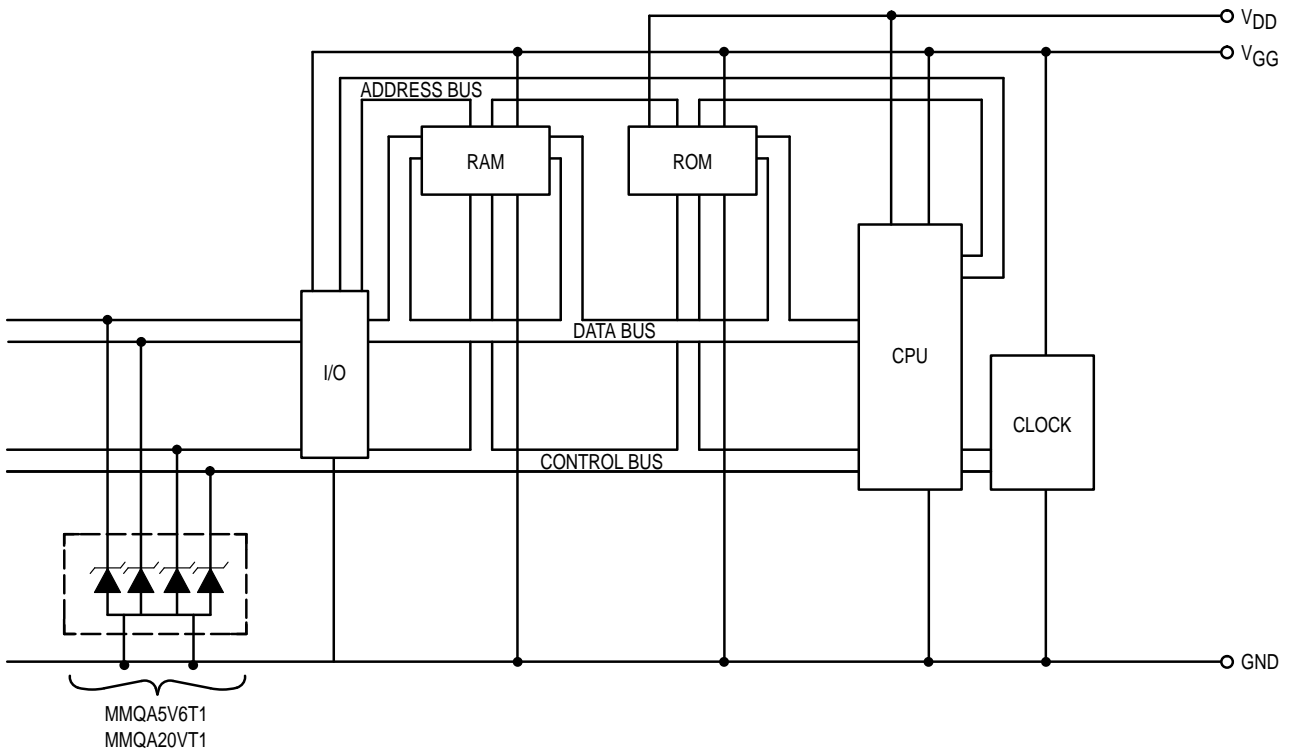 VDD
VGG
ADDRESS BUS
RAM
ROM
DATA BUS
I/O
CPU
CLOCK
CONTROL BUS
GND
MMQA5V6T1
MMQA20VT1